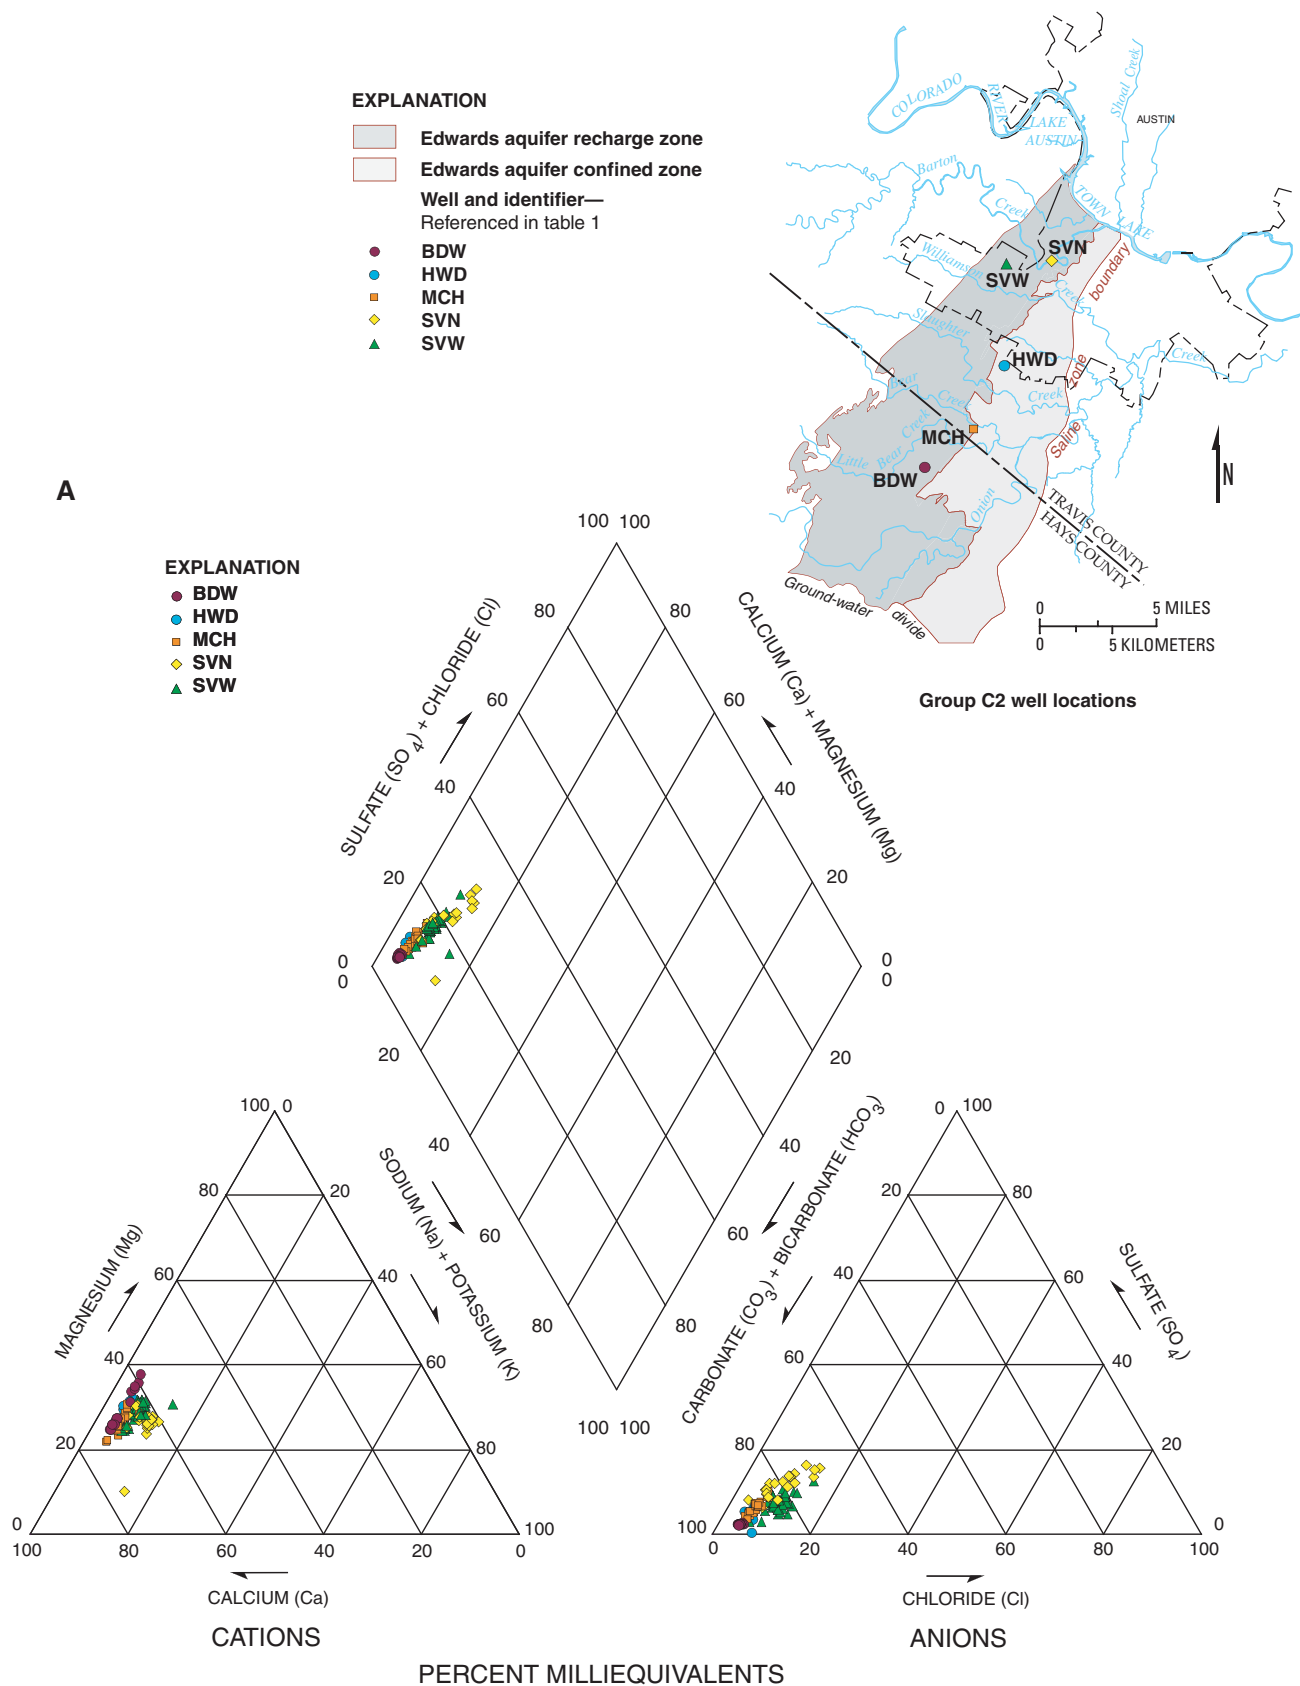 EXPLANATION
Edwards aquifer recharge zone
Edwards aquifer confined zone
Well and identifier—
Referenced in table 1
BDW
HWD
MCH
SVN
SVW
COLORADO
RIVER
LAKE
AUSTIN
Shoal Creek
AUSTIN
Barton
Creek
TOWN LAKE
SVN
SVW
Williamson
Creek
boundary
Slaughter
HWD
Creek
zone
Bear
Creek
Creek
Creek
MCH
Saline
Little Bear
BDW
Onion
N
TRAVIS COUNTY
HAYS COUNTY
Ground-water divide
0 5 MILES
0 5 KILOMETERS
Group C2 well locations
A
EXPLANATION
BDW
HWD
MCH
SVN
SVW
100 100
80 80
60 60
40 40
20 20
0 0
0 0
20 20
40 40
60 60
80 80
100 100
SULFATE (SO4) + CHLORIDE (Cl)
CALCIUM (Ca) + MAGNESIUM (Mg)
SODIUM (Na) + POTASSIUM (K)
CARBONATE (CO3) + BICARBONATE (HCO3)
100 0
80 20
60 40
40 60
20 80
0 100
100 80 60 40 20 0
MAGNESIUM (Mg)
CALCIUM (Ca)
CATIONS
0 100
20 80
40 60
60 40
80 20
100 0
0 20 40 60 80 100
SULFATE (SO4)
CHLORIDE (Cl)
ANIONS
PERCENT MILLIEQUIVALENTS